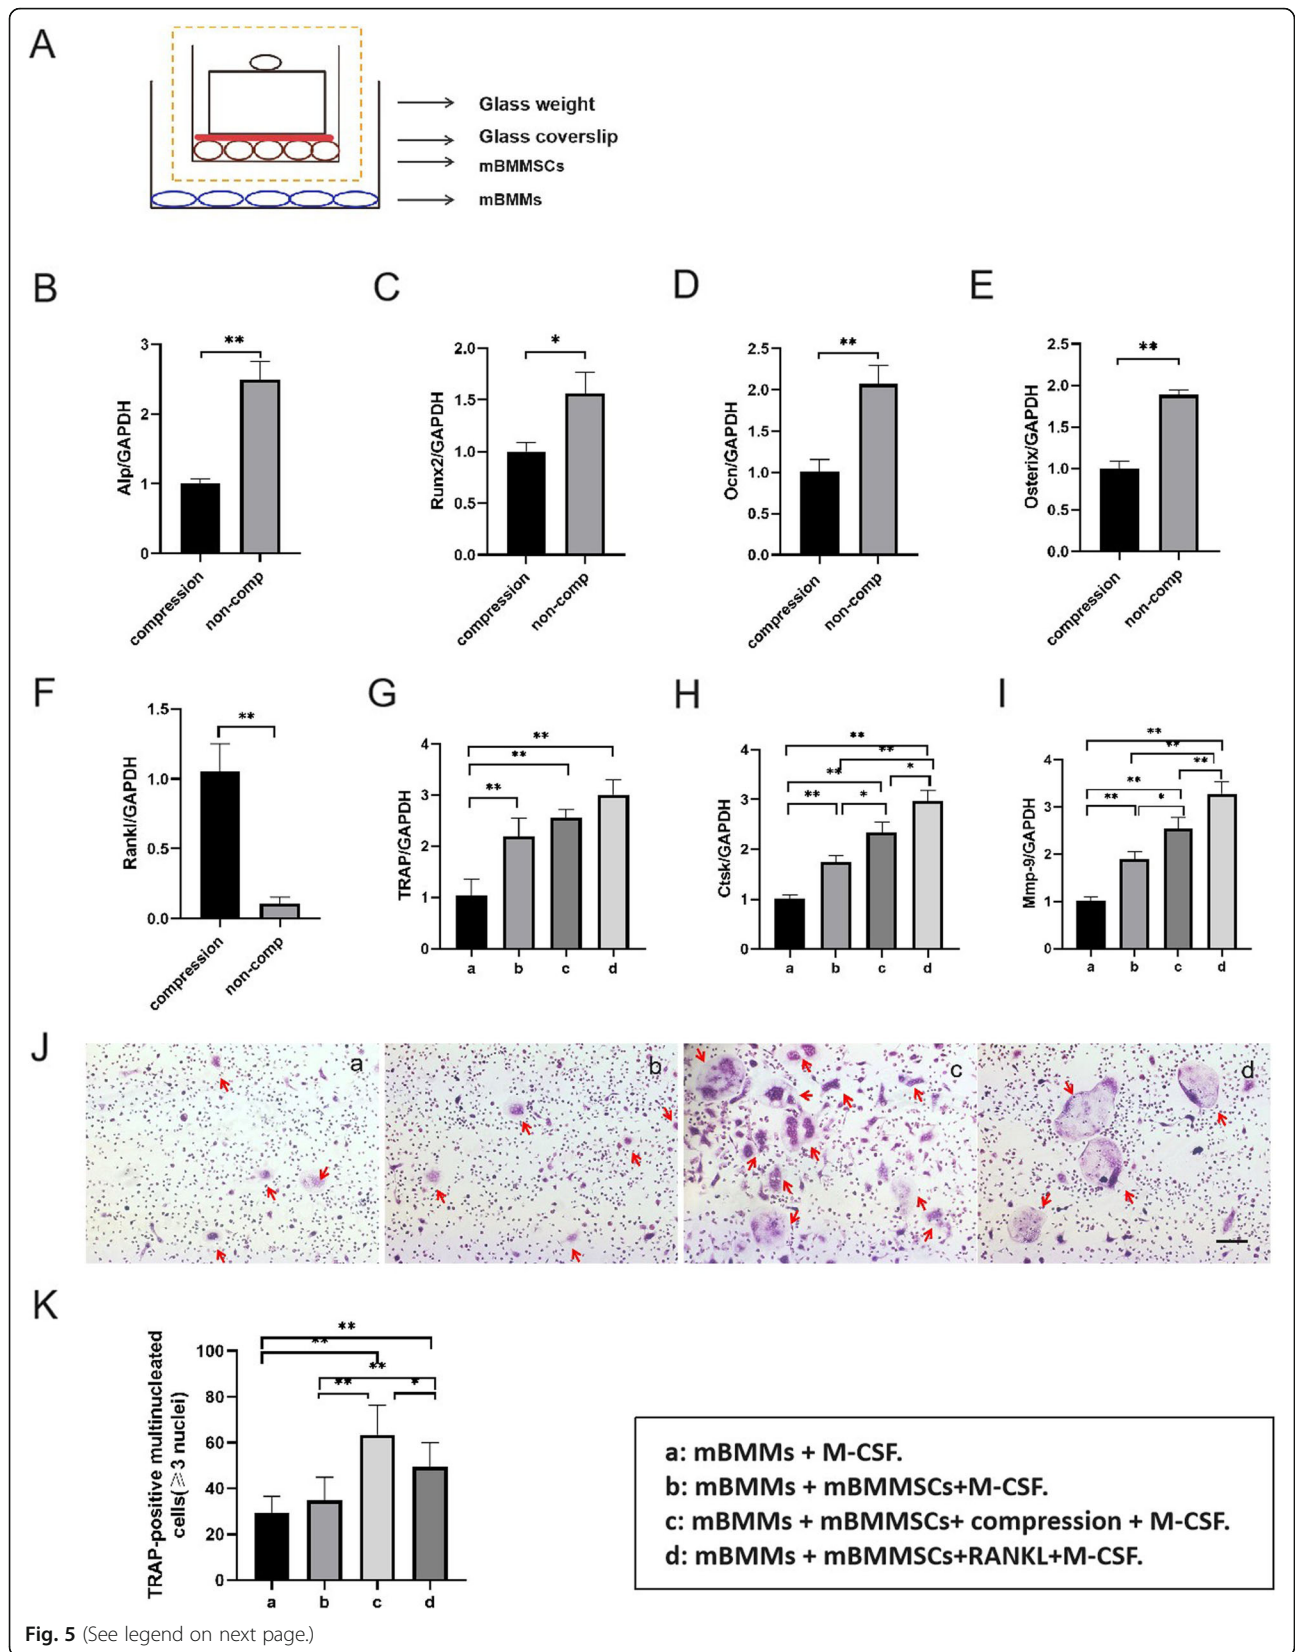 A
Glass weight
Glass coverslip
mBMMSCs
mBMMs
B
C
D
E
Alp/GAPDH
3
2
1
0
**
compression
non-comp
Runx2/GAPDH
2.0
1.5
1.0
0.5
0.0
*
compression
non-comp
Ocn/GAPDH
2.5
2.0
1.5
1.0
0.5
0.0
**
compression
non-comp
Osterix/GAPDH
2.5
2.0
1.5
1.0
0.5
0.0
**
compression
non-comp
F
G
H
I
Rankl/GAPDH
1.5
1.0
0.5
0.0
**
compression
non-comp
TRAP/GAPDH
4
3
2
1
0
**
**
**
a b c d
Ctsk/GAPDH
4
3
2
1
0
**
**
** *
** *
a b c d
Mmp-9/GAPDH
4
3
2
1
0
**
**
** **
** *
a b c d
J
a
b
c
d
K
TRAP-positive multinucleated
cells(⩾3 nuclei)
100
80
60
40
20
0
**
**
**
** *
a b c d
a: mBMMs + M-CSF.
b: mBMMs + mBMMSCs+M-CSF.
c: mBMMs + mBMMSCs+ compression + M-CSF.
d: mBMMs + mBMMSCs+RANKL+M-CSF.
Fig. 5 (See legend on next page.)